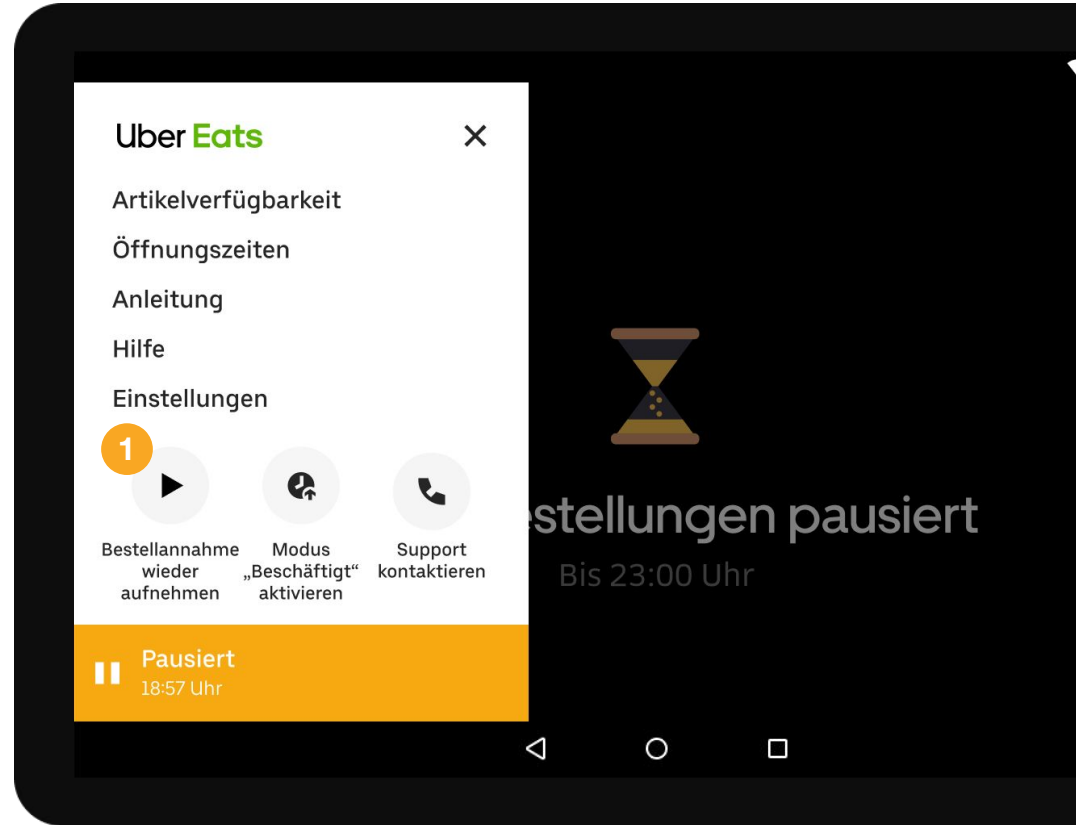 Uber Eats
Artikelverfügbarkeit
Öffnungszeiten
Anleitung
Hilfe
Einstellungen
1
Bestellannahme
wieder
aufnehmen
Modus
„Beschäftigt“
aktivieren
Support
kontaktieren
Pausiert
18:57 Uhr
stellungen pausiert
Bis 23:00 Uhr